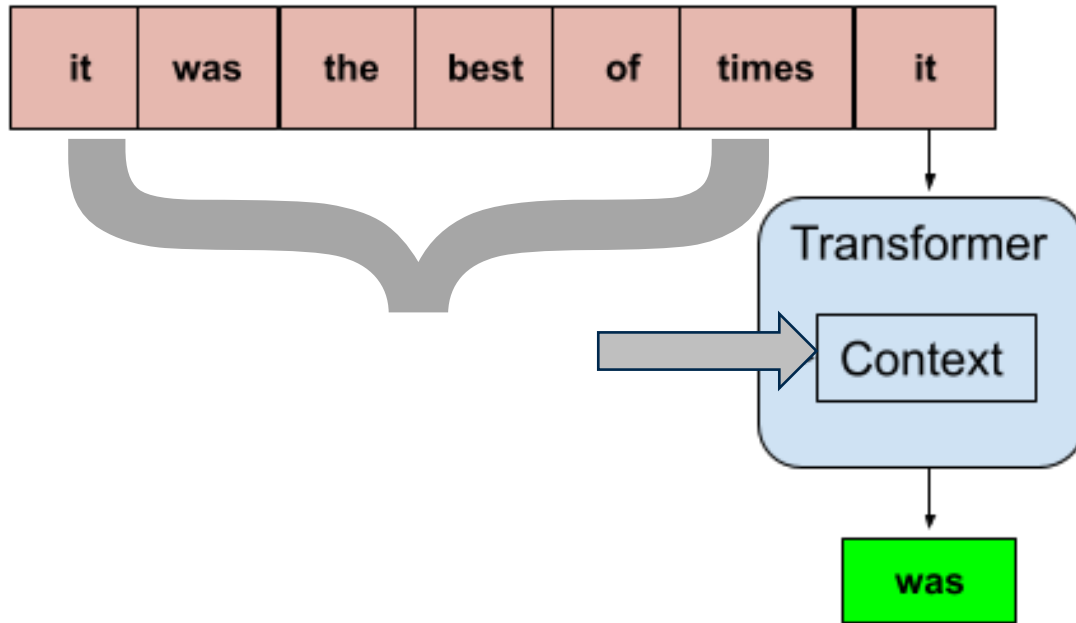 it was the best of times it
Transformer
Context
was